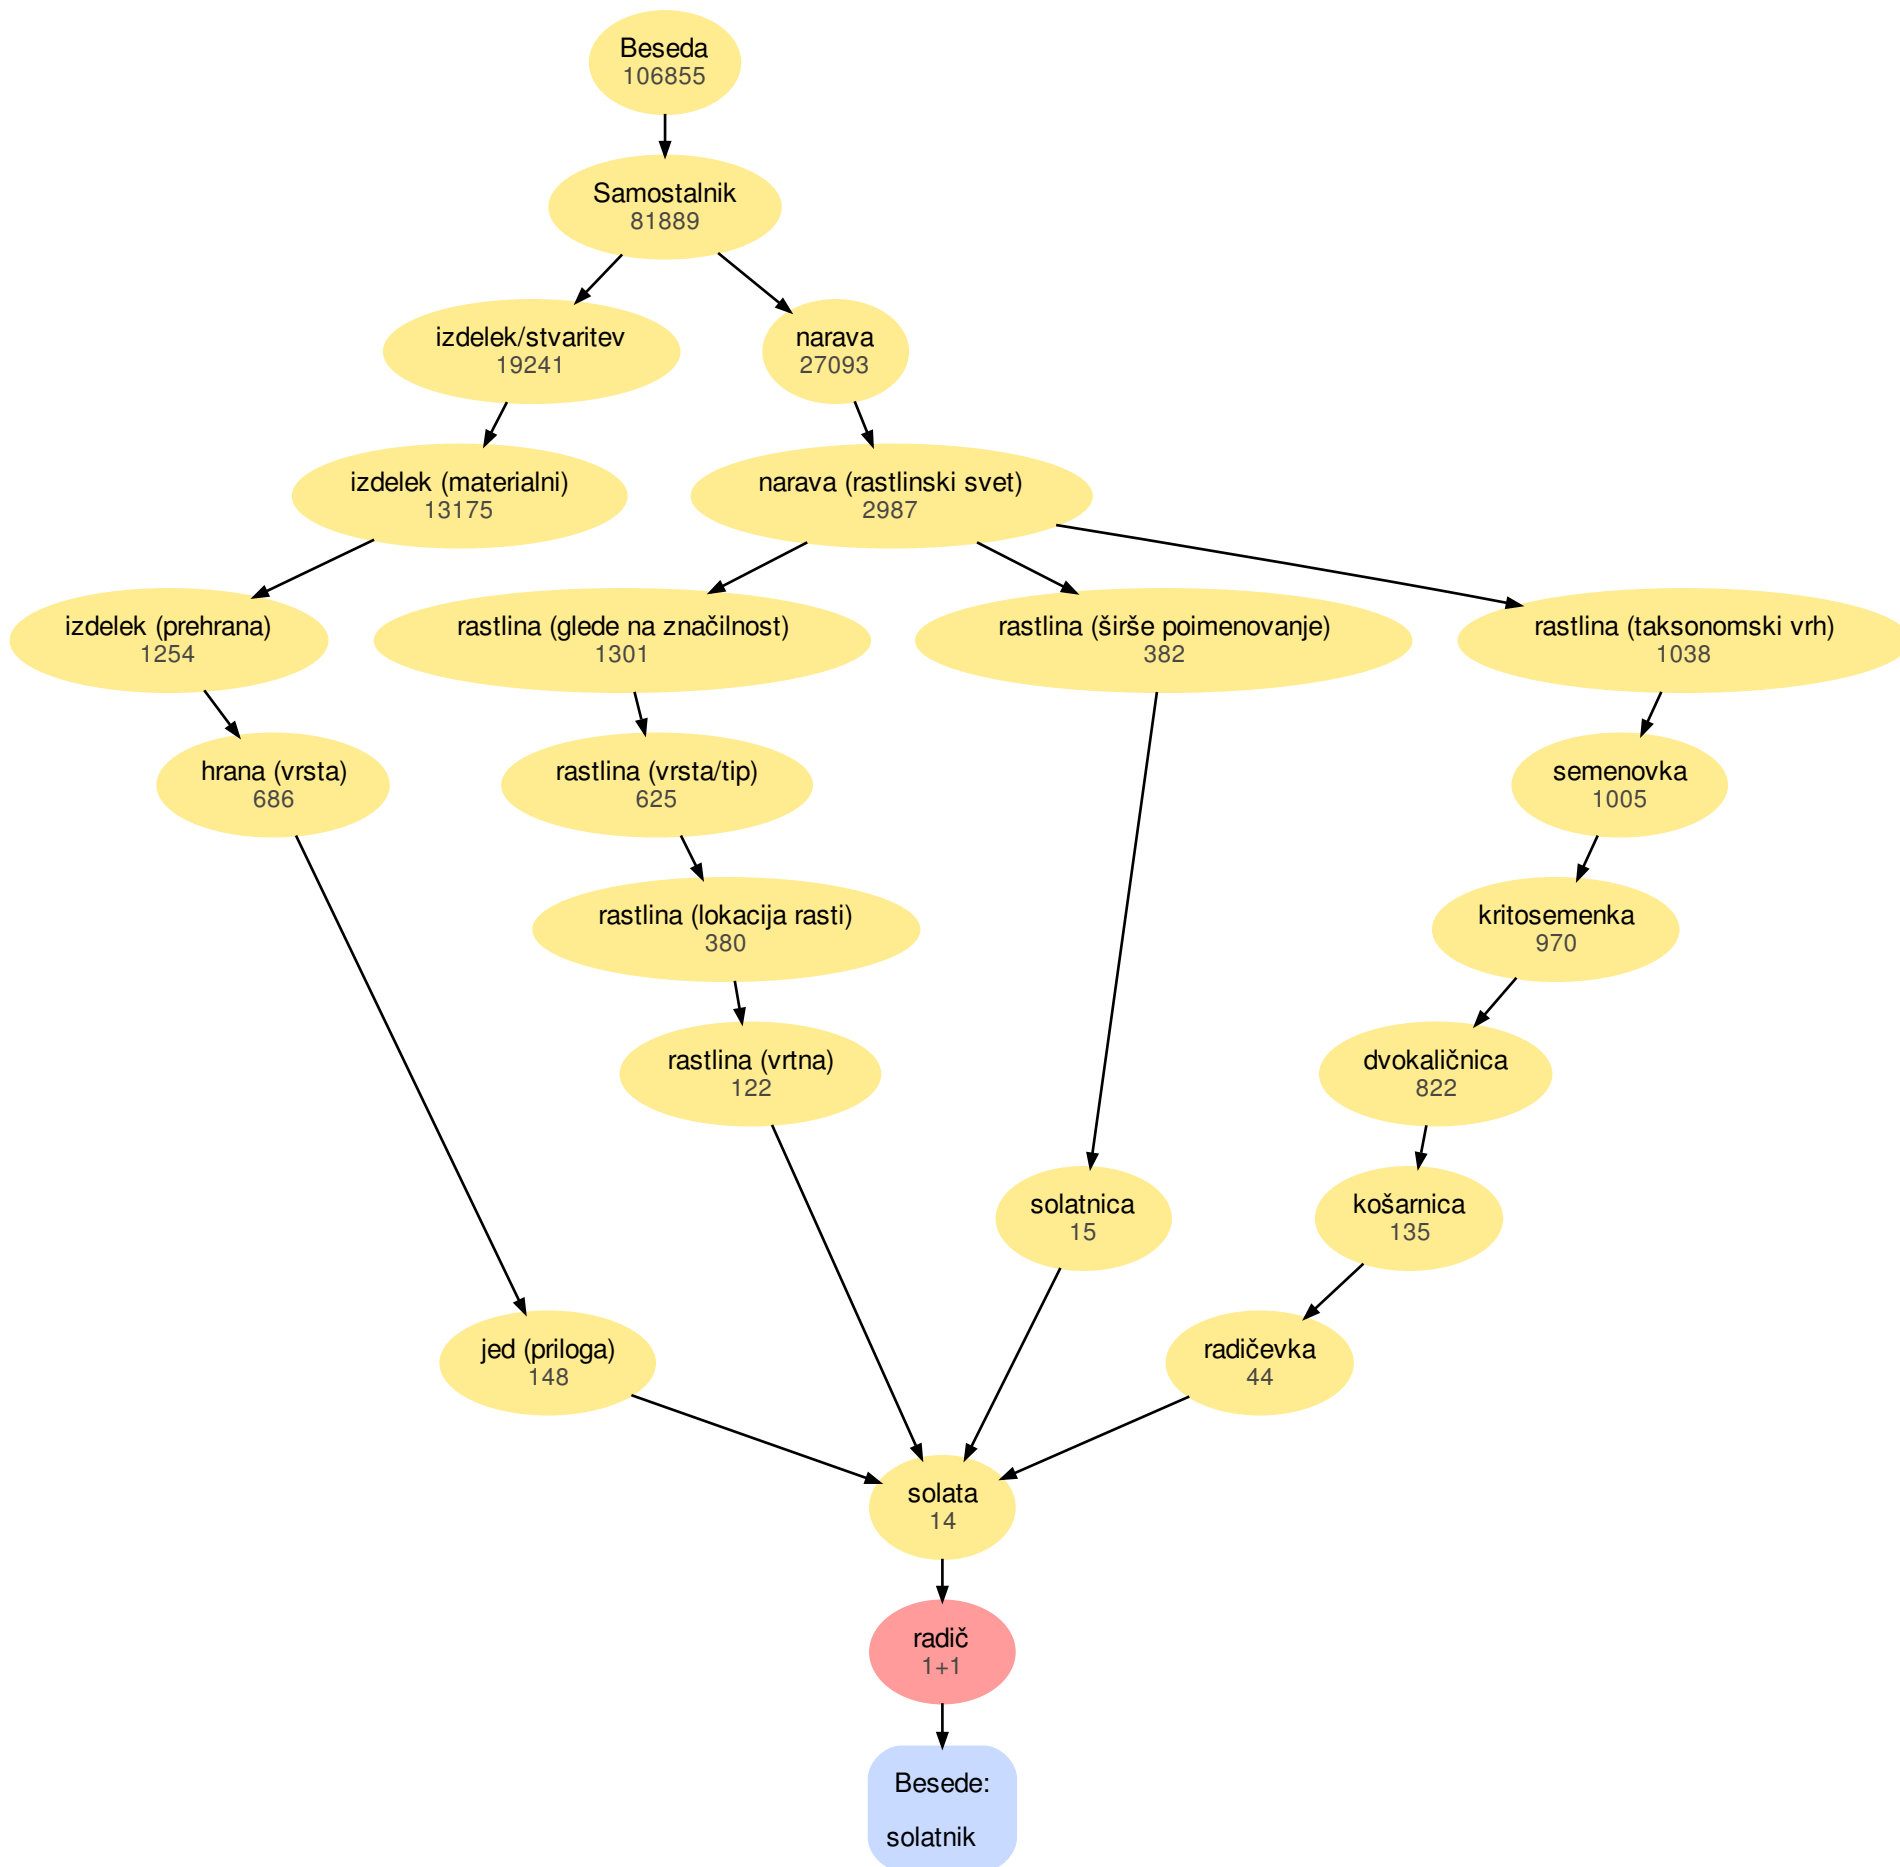 Beseda
106855
Samostalnik
81889
izdelek/stvaritev
19241
narava
27093
izdelek (materialni)
13175
narava (rastlinski svet)
2987
izdelek (prehrana)
1254
rastlina (glede na značilnost)
1301
rastlina (širše poimenovanje)
382
rastlina (taksonomski vrh)
1038
hrana (vrsta)
686
rastlina (vrsta/tip)
625
semenovka
1005
rastlina (lokacija rasti)
380
kritosemenka
970
rastlina (vrtna)
122
dvokaličnica
822
solatnica
15
košarnica
135
jed (priloga)
148
radičevka
44
solata
14
radič
1+1
Besede:
solatnik